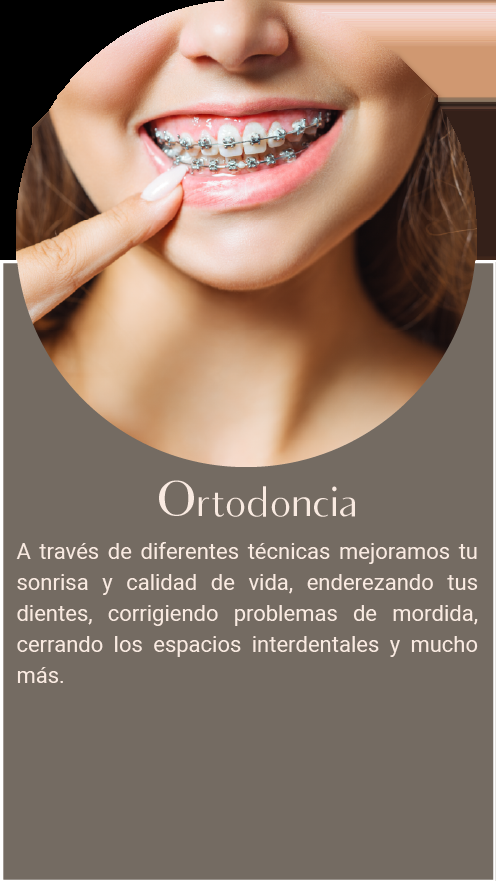 Ortodoncia
A través de diferentes técnicas mejoramos tu
sonrisa y calidad de vida, enderezando tus
dientes, corrigiendo problemas de mordida,
cerrando los espacios interdentales y mucho
más.